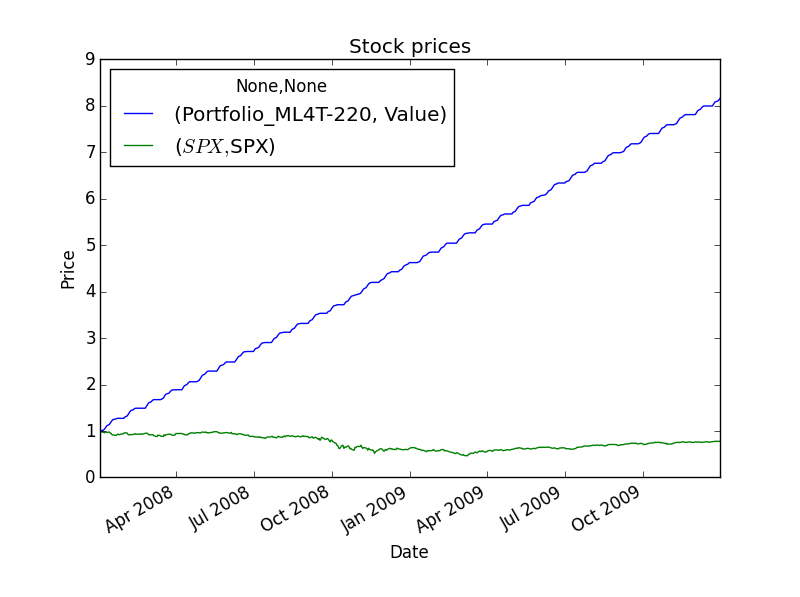 Stock prices
None,None
(Portfolio_ML4T-220, Value)
(SPX,SPX)
Price
9
8
7
6
5
4
3
2
1
0
Apr 2008
Jul 2008
Oct 2008
Jan 2009
Apr 2009
Jul 2009
Oct 2009
Date